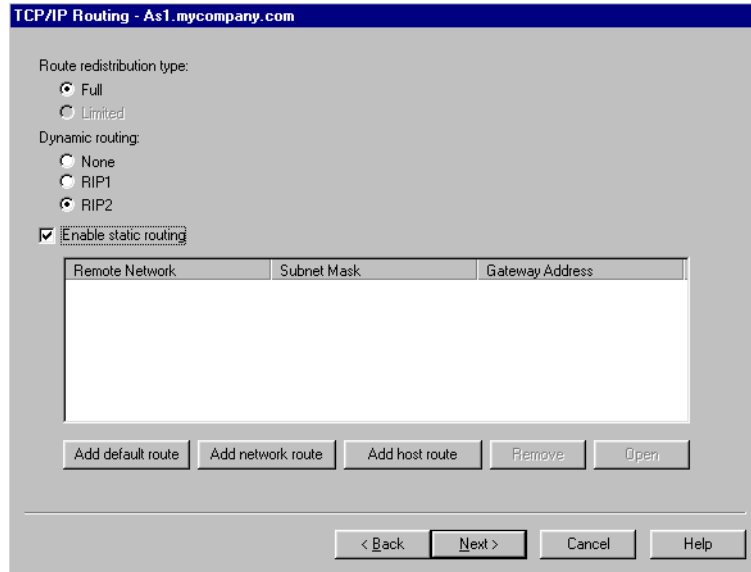 TCP/IP Routing - As1.mycompany.com
Route redistribution type:
Full
Limited
Dynamic routing:
None
RIP1
RIP2
Enable static routing
Remote Network Subnet Mask Gateway Address
Add default route Add network route Add host route Remove Open
< Back Next > Cancel Help